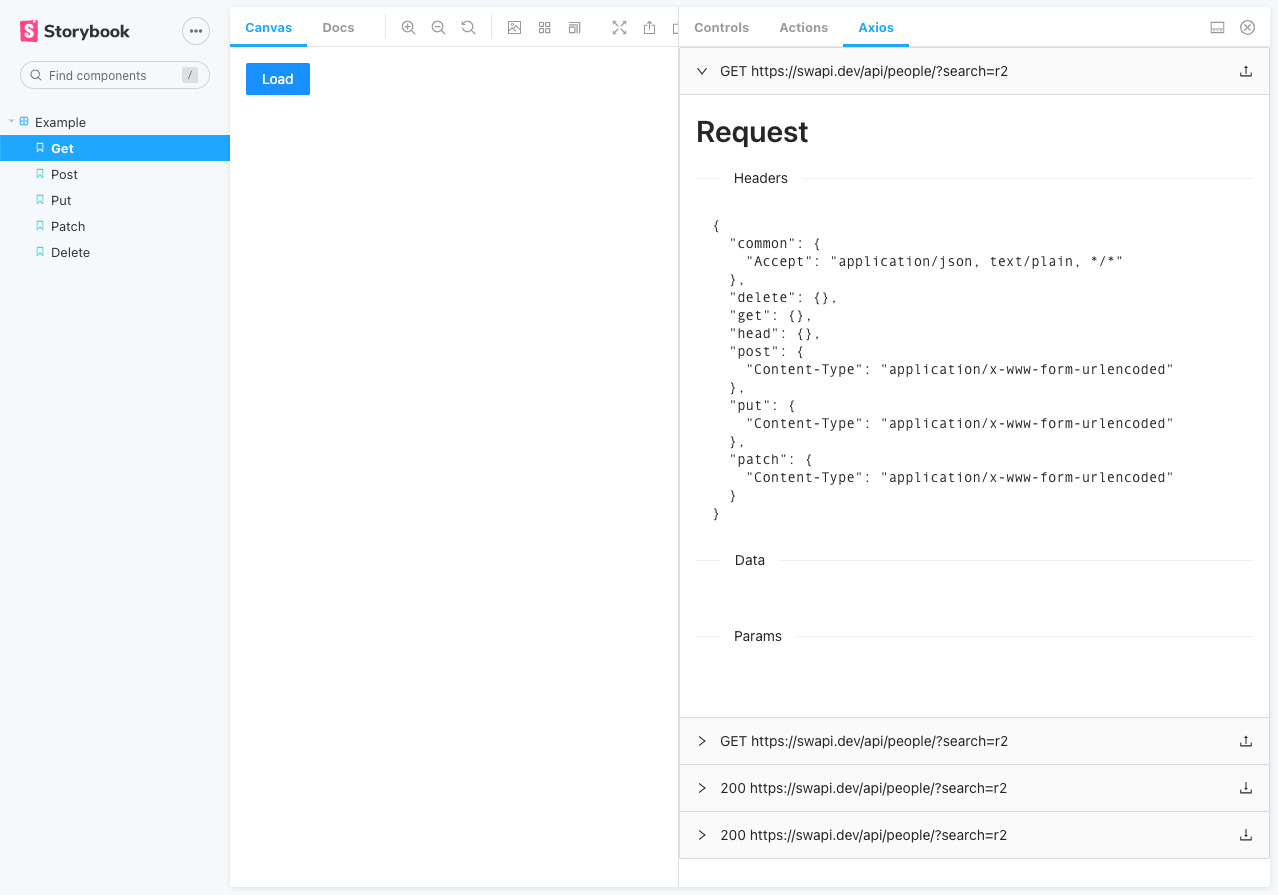 Storybook
Find components /
Example
Get
Post
Put
Patch
Delete
Canvas Docs
Load
Controls Actions Axios
GET https://swapi.dev/api/people/?search=r2
Request
Headers
{
  "common": {
    "Accept": "application/json, text/plain, */*"
  },
  "delete": {},
  "get": {},
  "head": {},
  "post": {
    "Content-Type": "application/x-www-form-urlencoded"
  },
  "put": {
    "Content-Type": "application/x-www-form-urlencoded"
  },
  "patch": {
    "Content-Type": "application/x-www-form-urlencoded"
  }
}
Data
Params
GET https://swapi.dev/api/people/?search=r2
200 https://swapi.dev/api/people/?search=r2
200 https://swapi.dev/api/people/?search=r2